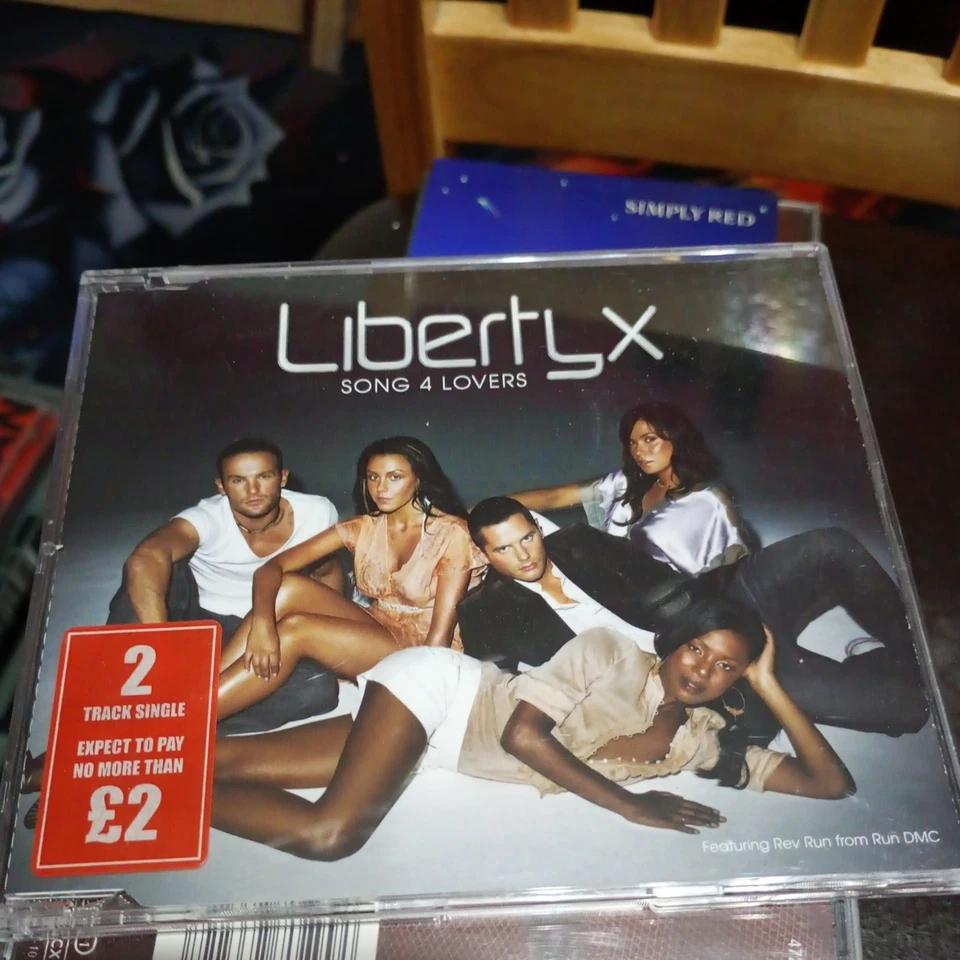 SIMPLY RED
Liberty X
SONG 4 LOVERS
2
TRACK SINGLE
EXPECT TO PAY
NO MORE THAN
£2
Featuring Rev Run from Run DMC